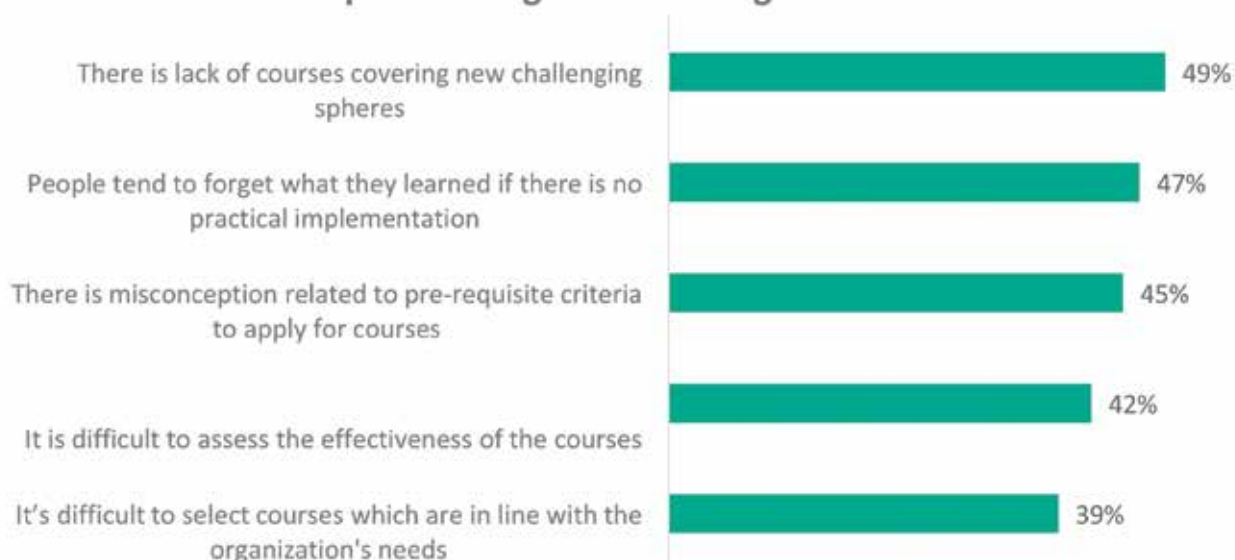 There is lack of courses covering new challenging
spheres
49%
People tend to forget what they learned if there is no
practical implementation
47%
There is misconception related to pre-requisite criteria
to apply for courses
45%
It is difficult to assess the effectiveness of the courses
42%
It's difficult to select courses which are in line with the
organization's needs
39%